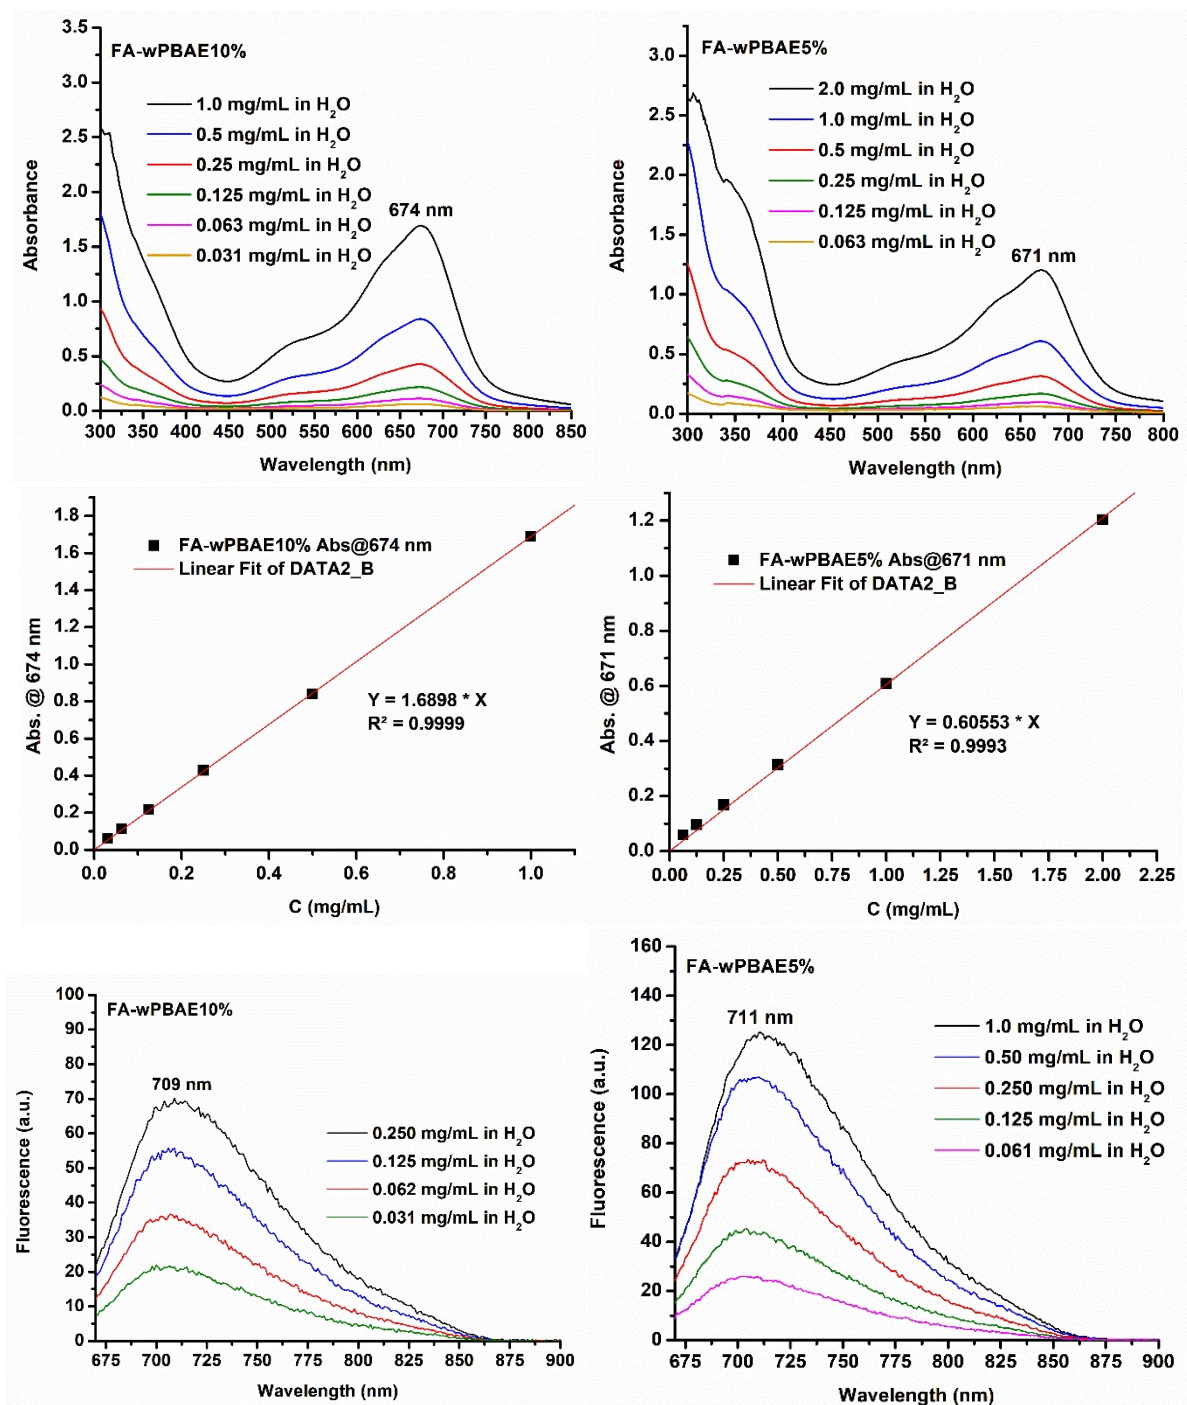 FA-wPBAE10%
1.0 mg/mL in H₂O
0.5 mg/mL in H₂O
0.25 mg/mL in H₂O
0.125 mg/mL in H₂O
0.063 mg/mL in H₂O
0.031 mg/mL in H₂O
674 nm
Absorbance
3.5
3.0
2.5
2.0
1.5
1.0
0.5
0.0
300 350 400 450 500 550 600 650 700 750 800 850
Wavelength (nm)
FA-wPBAE5%
2.0 mg/mL in H₂O
1.0 mg/mL in H₂O
0.5 mg/mL in H₂O
0.25 mg/mL in H₂O
0.125 mg/mL in H₂O
0.063 mg/mL in H₂O
671 nm
Absorbance
3.0
2.5
2.0
1.5
1.0
0.5
0.0
300 350 400 450 500 550 600 650 700 750 800
Wavelength (nm)
FA-wPBAE10% Abs@674 nm
Linear Fit of DATA2_B
Y = 1.6898 * X
R² = 0.9999
Abs. @ 674 nm
1.8
1.6
1.4
1.2
1.0
0.8
0.6
0.4
0.2
0.0
0.0 0.2 0.4 0.6 0.8 1.0
C (mg/mL)
FA-wPBAE5% Abs@671 nm
Linear Fit of DATA2_B
Y = 0.60553 * X
R² = 0.9993
Abs. @ 671 nm
1.2
1.0
0.8
0.6
0.4
0.2
0.0
0.00 0.25 0.50 0.75 1.00 1.25 1.50 1.75 2.00 2.25
C (mg/mL)
FA-wPBAE10%
709 nm
0.250 mg/mL in H₂O
0.125 mg/mL in H₂O
0.062 mg/mL in H₂O
0.031 mg/mL in H₂O
Fluorescence (a.u.)
100
90
80
70
60
50
40
30
20
10
0
675 700 725 750 775 800 825 850 875 900
Wavelength (nm)
FA-wPBAE5%
711 nm
1.0 mg/mL in H₂O
0.50 mg/mL in H₂O
0.250 mg/mL in H₂O
0.125 mg/mL in H₂O
0.061 mg/mL in H₂O
Fluorescence (a.u.)
160
140
120
100
80
60
40
20
0
675 700 725 750 775 800 825 850 875 900
Wavelength (nm)